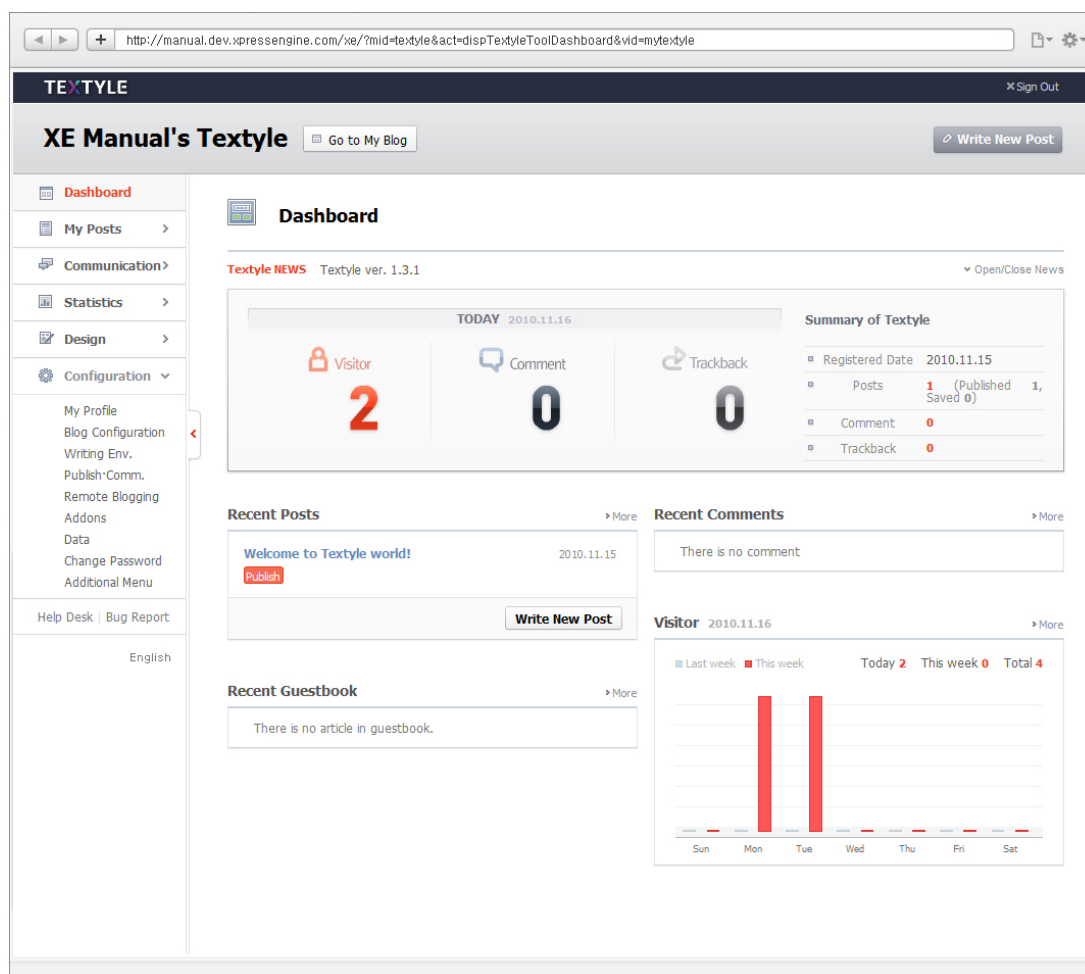 http://manual.dev.xpressengine.com/xe/?mid=textyle&act=dispTextyleToolDashboard&vid=mytextyle
TEXTYLE
Sign Out
XE Manual's Textyle
Go to My Blog
Write New Post
Dashboard
My Posts
Communication
Statistics
Design
Configuration
My Profile
Blog Configuration
Writing Env.
Publish·Comm.
Remote Blogging
Addons
Data
Change Password
Additional Menu
Help Desk | Bug Report
English
Dashboard
Textyle NEWS Textyle ver. 1.3.1
Open/Close News
TODAY 2010.11.16
Visitor
2
Comment
0
Trackback
0
Summary of Textyle
Registered Date 2010.11.15
Posts 1 (Published 1,
Saved 0)
Comment 0
Trackback 0
Recent Posts
More
Welcome to Textyle world! 2010.11.15
Publish
Write New Post
Recent Guestbook
More
There is no article in guestbook.
Recent Comments
More
There is no comment
Visitor 2010.11.16
More
Last week This week Today 2 This week 0 Total 4
Sun Mon Tue Wed Thu Fri Sat